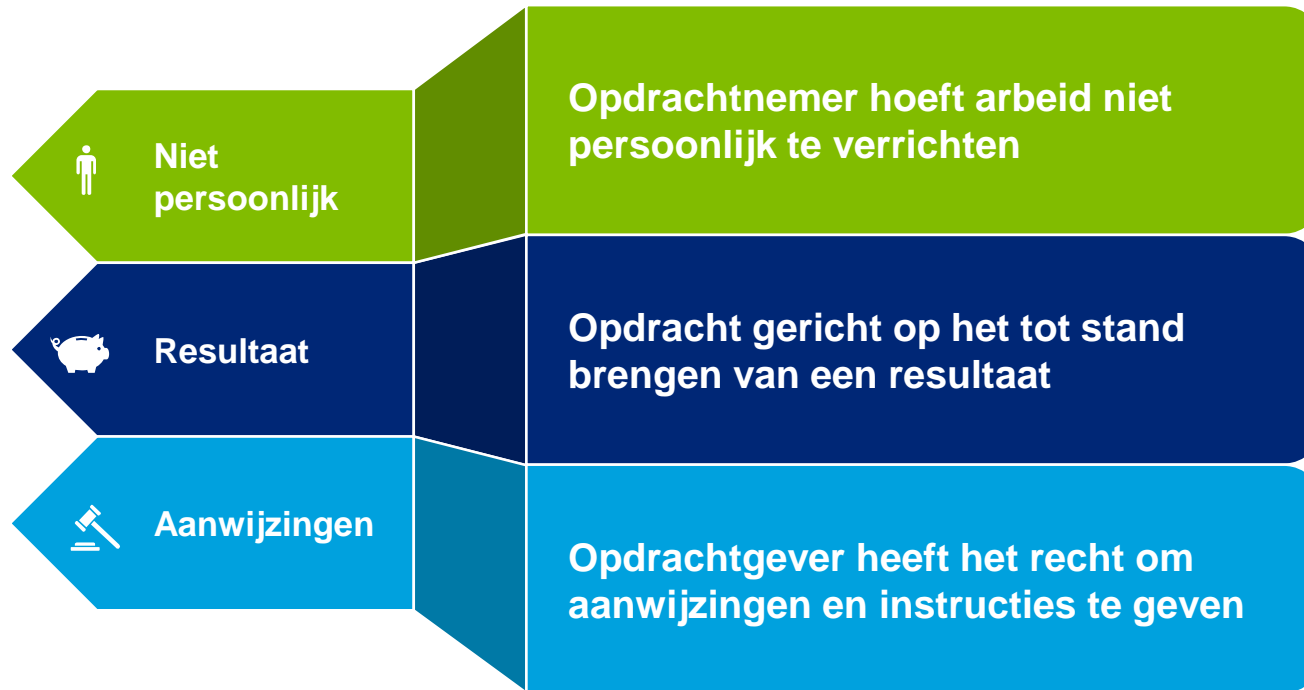 Niet
persoonlijk
Opdrachtnemer hoeft arbeid niet
persoonlijk te verrichten
Resultaat
Opdracht gericht op het tot stand
brengen van een resultaat
Aanwijzingen
Opdrachtgever heeft het recht om
aanwijzingen en instructies te geven